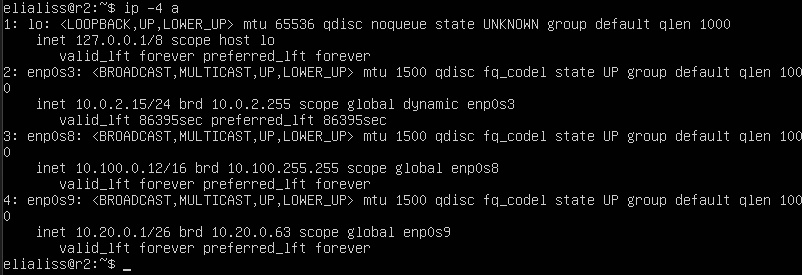 elialiss@r2:~$ ip -4 a
1: lo: <LOOPBACK,UP,LOWER_UP> mtu 65536 qdisc noqueue state UNKNOWN group default qlen 1000
    inet 127.0.0.1/8 scope host lo
       valid_lft forever preferred_lft forever
2: enp0s3: <BROADCAST,MULTICAST,UP,LOWER_UP> mtu 1500 qdisc fq_codel state UP group default qlen 100
0
    inet 10.0.2.15/24 brd 10.0.2.255 scope global dynamic enp0s3
       valid_lft 86395sec preferred_lft 86395sec
3: enp0s8: <BROADCAST,MULTICAST,UP,LOWER_UP> mtu 1500 qdisc fq_codel state UP group default qlen 100
0
    inet 10.100.0.12/16 brd 10.100.255.255 scope global enp0s8
       valid_lft forever preferred_lft forever
4: enp0s9: <BROADCAST,MULTICAST,UP,LOWER_UP> mtu 1500 qdisc fq_codel state UP group default qlen 100
0
    inet 10.20.0.1/26 brd 10.20.0.63 scope global enp0s9
       valid_lft forever preferred_lft forever
elialiss@r2:~$ _